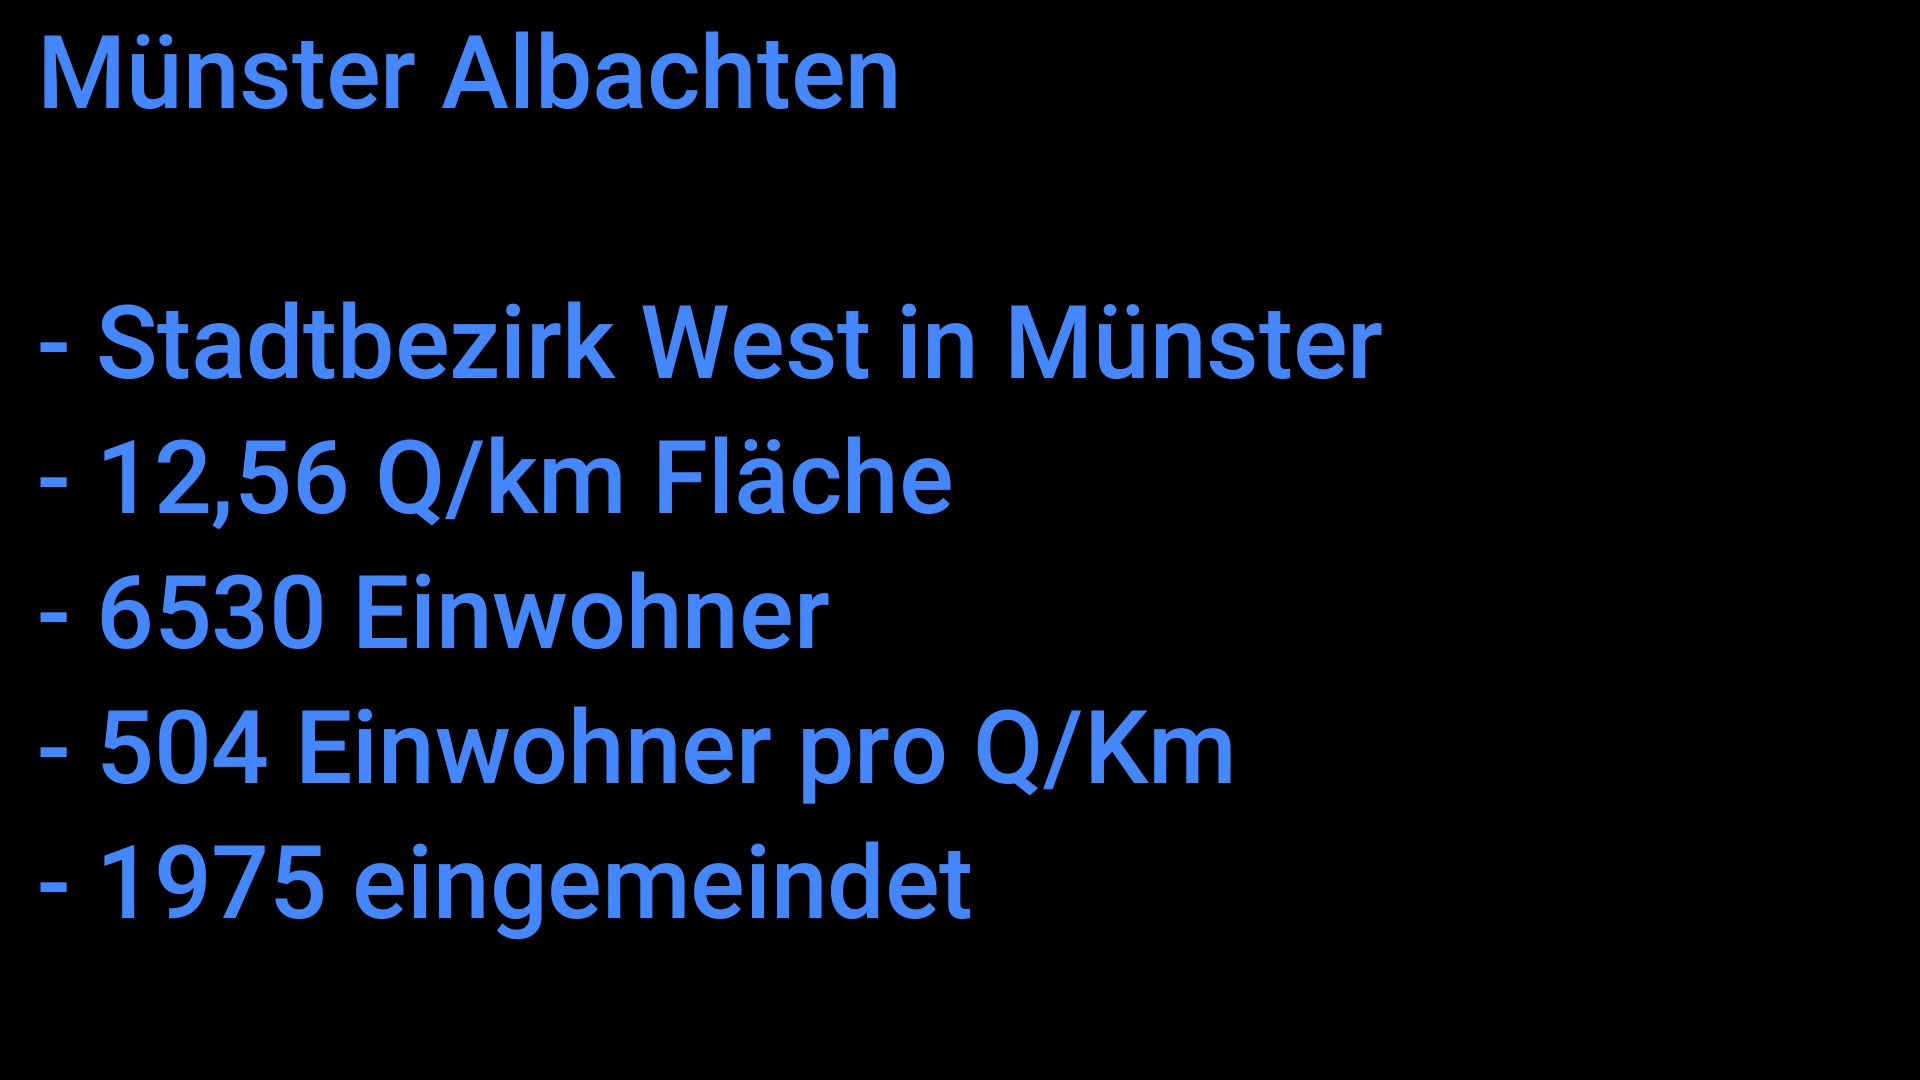 Münster Albachten
- Stadtbezirk West in Münster
- 12,56 Q/km Fläche
- 6530 Einwohner
- 504 Einwohner pro Q/Km
- 1975 eingemeindet